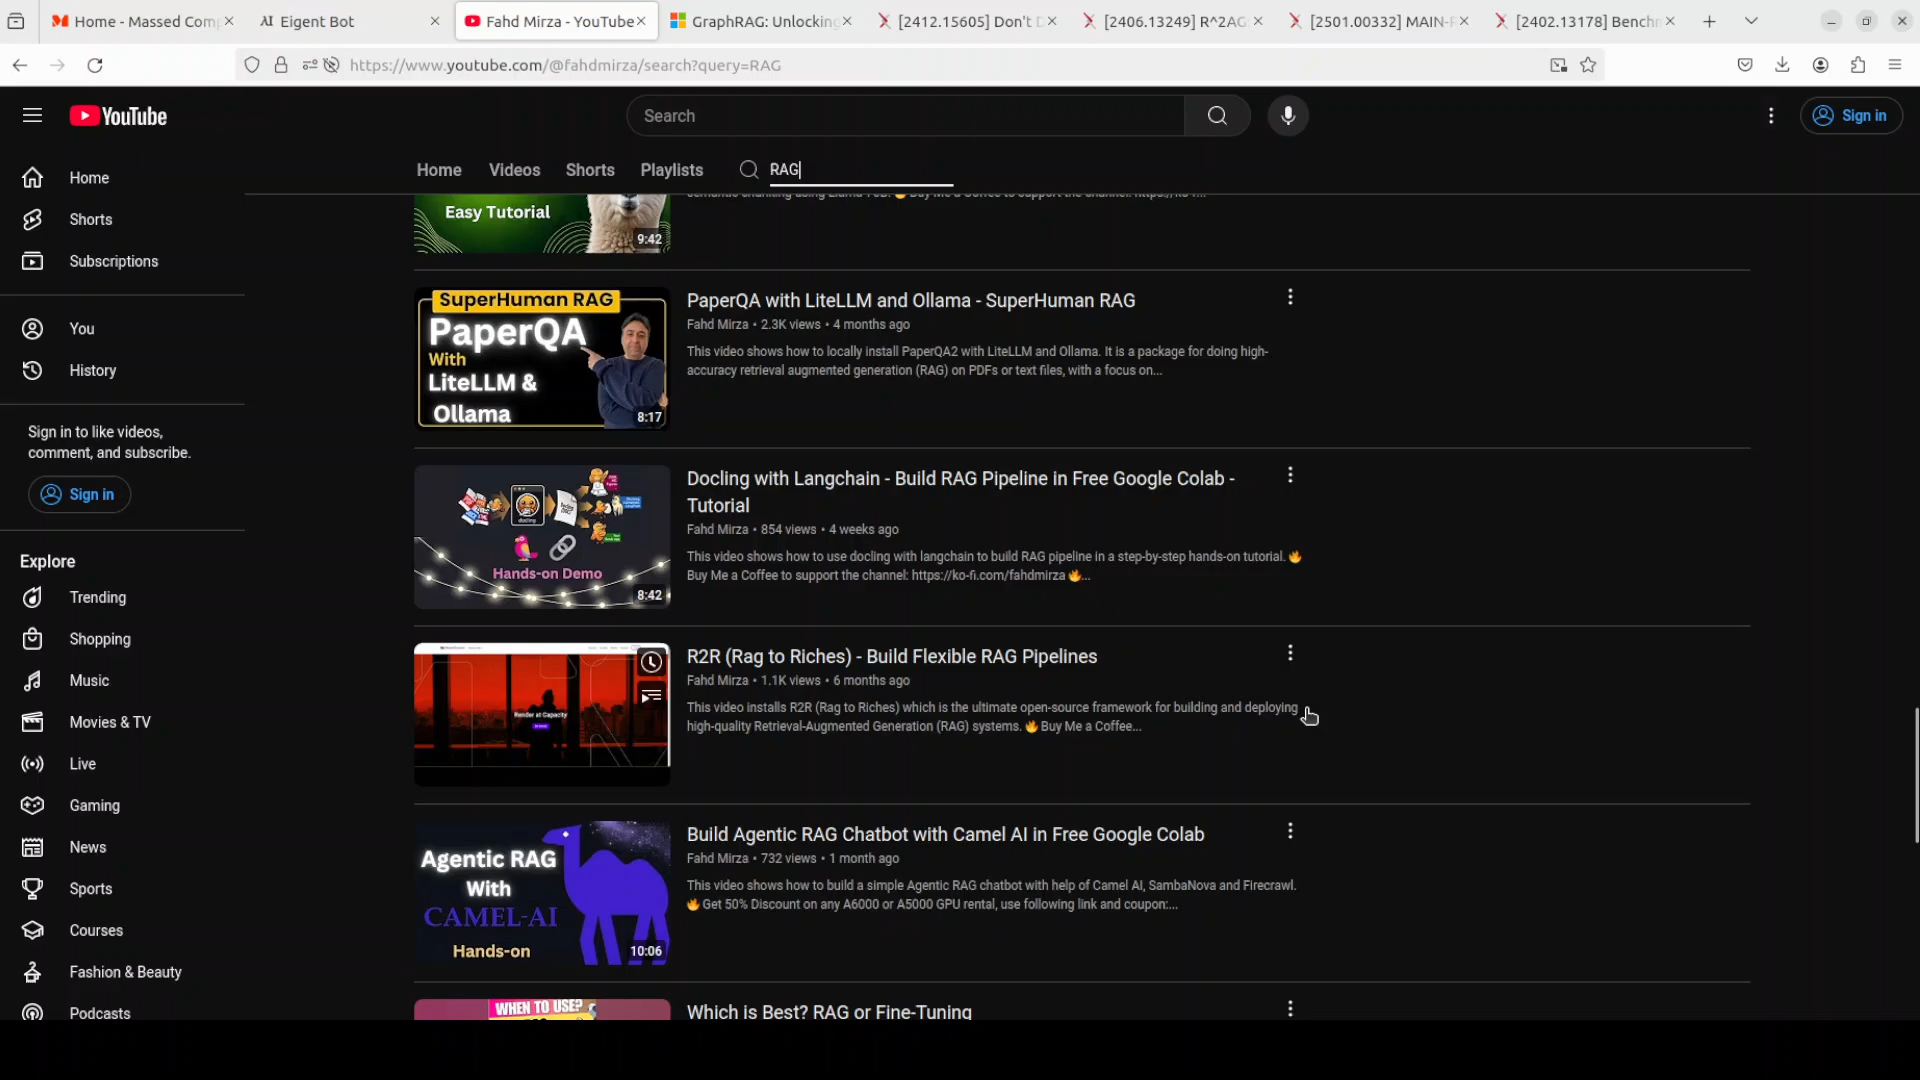 Home - Massed Comp
Eigent Bot
Fahd Mirza - YouTube
GraphRAG: Unlocking
[2412.15605] Don't D
[2406.13249] R^2AG
[2501.00332] MAIN-R
[2402.13178] Benchm
https://www.youtube.com/@fahdmirza/search?query=RAG
YouTube
Search
Sign in
Home
Videos
Shorts
Playlists
RAG
Home
Shorts
Subscriptions
You
History
Sign in to like videos,
comment, and subscribe.
Sign in
Explore
Trending
Shopping
Music
Movies & TV
Live
Gaming
News
Sports
Courses
Fashion & Beauty
Podcasts
Easy Tutorial
9:42
SuperHuman RAG
PaperQA
With
LiteLLM &
Ollama
8:17
PaperQA with LiteLLM and Ollama - SuperHuman RAG
Fahd Mirza • 2.3K views • 4 months ago
This video shows how to locally install PaperQA2 with LiteLLM and Ollama. It is a package for doing high-
accuracy retrieval augmented generation (RAG) on PDFs or text files, with a focus on...
docling
Hands-on Demo
8:42
Docling with Langchain - Build RAG Pipeline in Free Google Colab -
Tutorial
Fahd Mirza • 854 views • 4 weeks ago
This video shows how to use docling with langchain to build RAG pipeline in a step-by-step hands-on tutorial. 🔥
Buy Me a Coffee to support the channel: https://ko-fi.com/fahdmirza 🔥...
Render at Capacity
R2R (Rag to Riches) - Build Flexible RAG Pipelines
Fahd Mirza • 1.1K views • 6 months ago
This video installs R2R (Rag to Riches) which is the ultimate open-source framework for building and deploying
high-quality Retrieval-Augmented Generation (RAG) systems. 🔥 Buy Me a Coffee...
Agentic RAG
With
CAMEL-AI
Hands-on
10:06
Build Agentic RAG Chatbot with Camel AI in Free Google Colab
Fahd Mirza • 732 views • 1 month ago
This video shows how to build a simple Agentic RAG chatbot with help of Camel AI, SambaNova and Firecrawl.
🔥 Get 50% Discount on any A6000 or A5000 GPU rental, use following link and coupon:...
WHEN TO USE?
Which is Best? RAG or Fine-Tuning